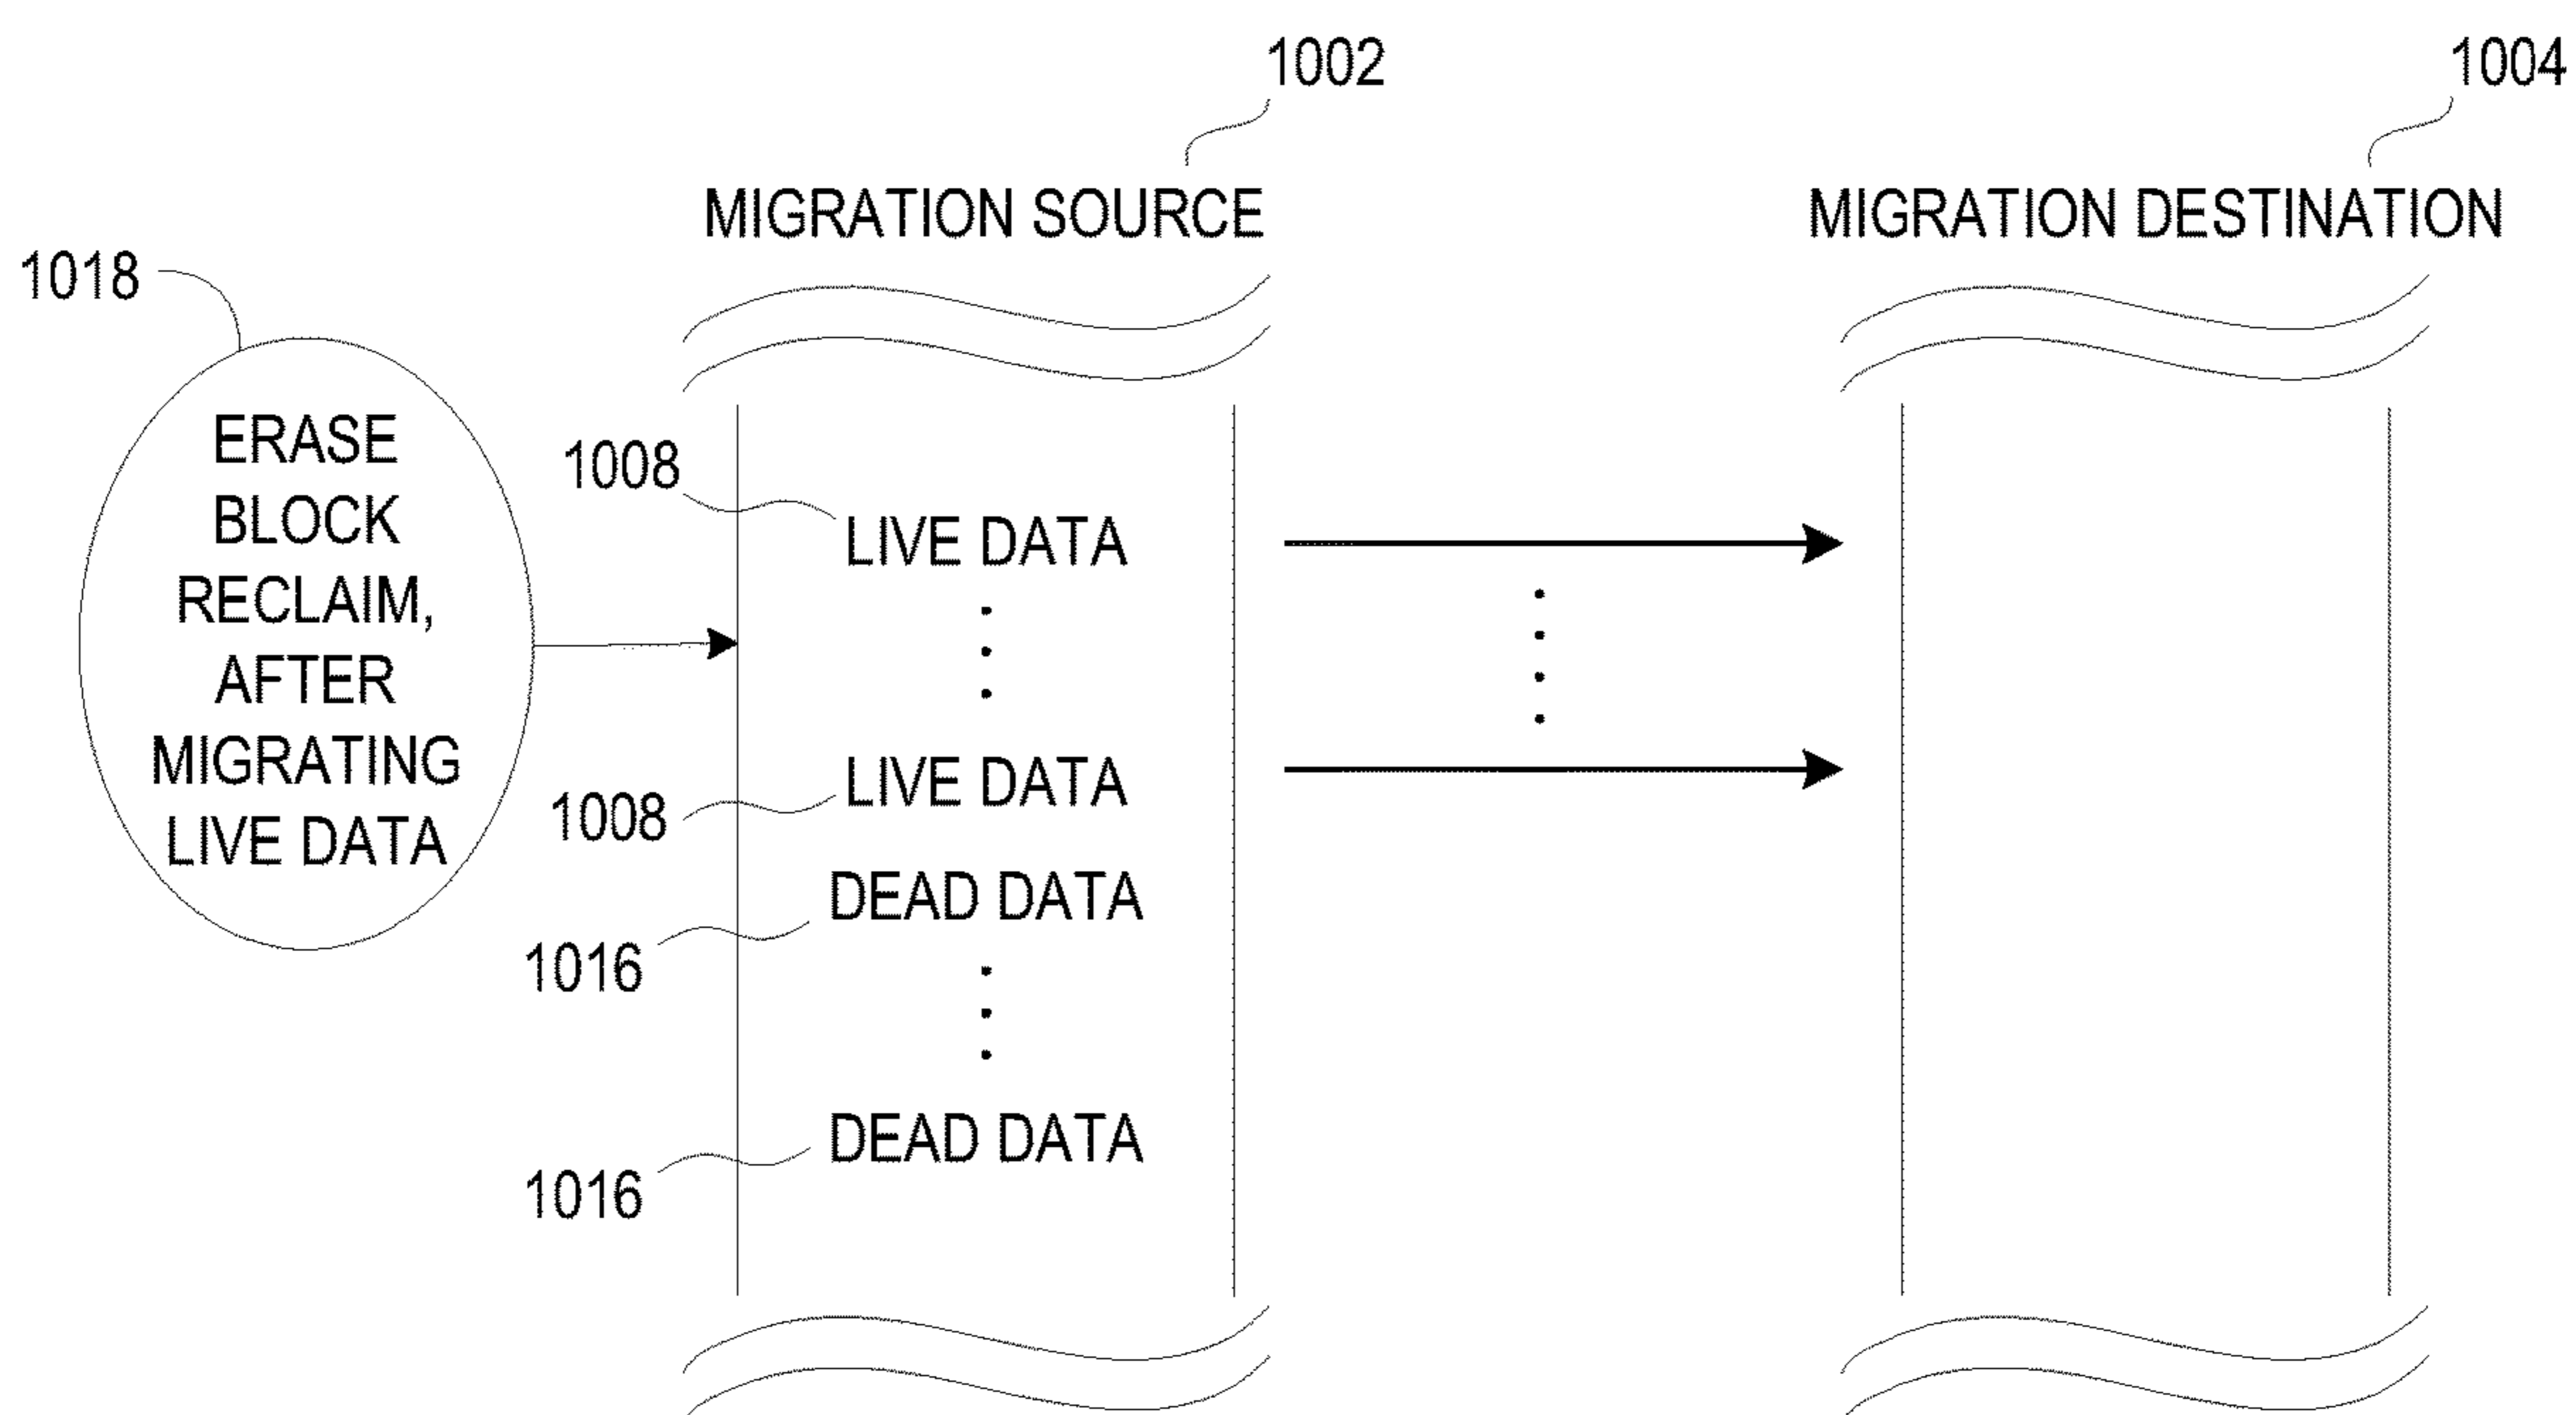 1002
1004
MIGRATION SOURCE
MIGRATION DESTINATION
1018
ERASE
BLOCK
RECLAIM,
AFTER
MIGRATING
LIVE DATA
1008
LIVE DATA
LIVE DATA
1008
DEAD DATA
1016
DEAD DATA
1016